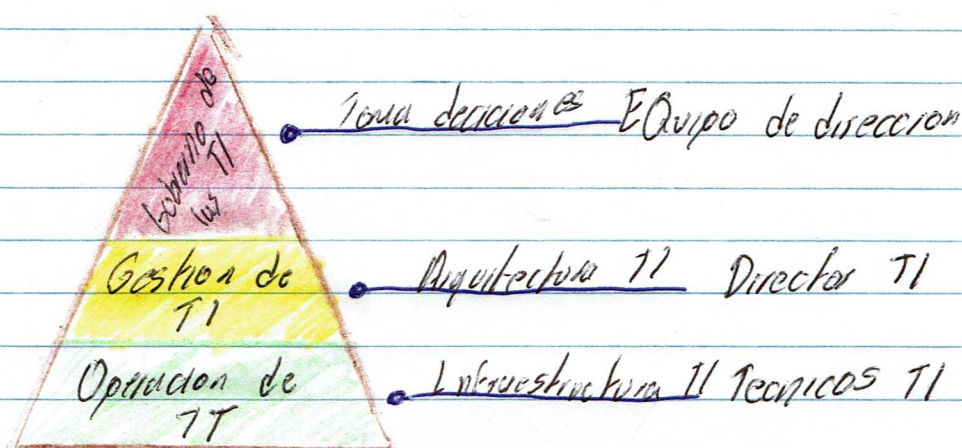 Gobierno de
las TI
Toma decisiones Equipo de direccion
Gestion de
TI
Arquitectura TI Director TI
Operacion de
TI
Infraestructura TI Tecnicos TI